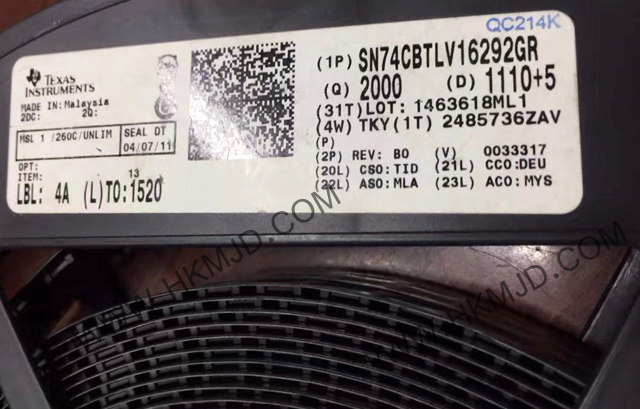 QC214K
TEXAS
INSTRUMENTS
MADE IN: Malaysia
2DC: 2Q:
MSL 1 /260C/UNLIM
SEAL DT
04/07/11
OPT:
ITEM: 13
LBL: 4A (L)TO:1520
(1P) SN74CBTLV16292GR
(Q) 2000 (D) 1110+5
(31T)LOT: 1463618ML1
(4W) TKY(1T) 2485736ZAV
(P)
(2P) REV: B0 (V) 0033317
(20L) CSO:TID (21L) CCO:DEU
(22L) ASO:MLA (23L) ACO:MYS
WWW.HKMJD.COM
WWW.HKMJD.COM